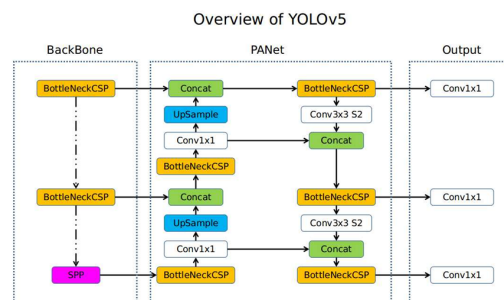 Overview of YOLOv5
BackBone
PANet
Output
BottleNeckCSP
Concat
BottleNeckCSP
Conv1x1
UpSample
Conv3x3 S2
Conv1x1
Concat
BottleNeckCSP
BottleNeckCSP
Concat
BottleNeckCSP
Conv1x1
UpSample
Conv3x3 S2
Conv1x1
Concat
SPP
BottleNeckCSP
BottleNeckCSP
Conv1x1